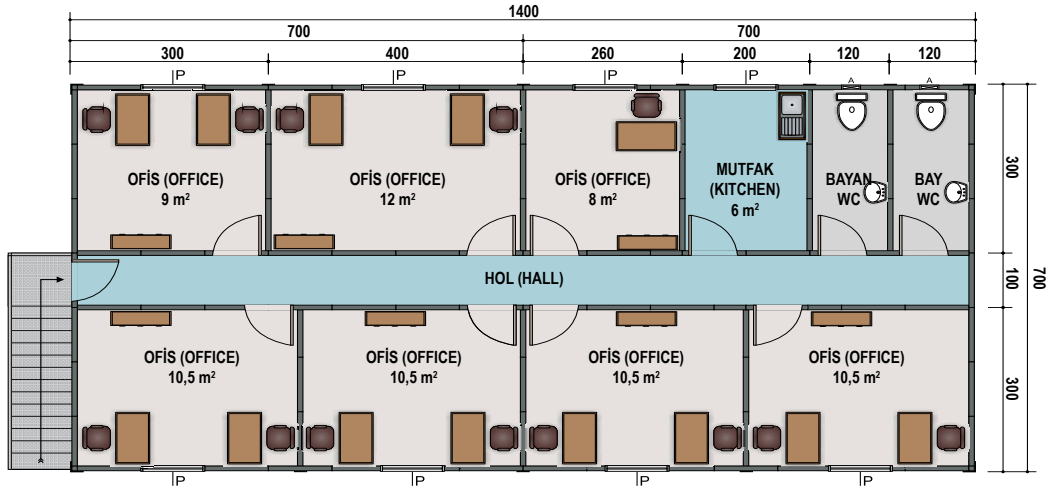 1400
700 700
300 400 260 200 120 120
P P P P A A
OFİS (OFFICE)
9 m²
OFİS (OFFICE)
12 m²
OFİS (OFFICE)
8 m²
MUTFAK
(KITCHEN)
6 m²
BAYAN
WC
BAY
WC
300
HOL (HALL)
100
700
OFİS (OFFICE)
10,5 m²
OFİS (OFFICE)
10,5 m²
OFİS (OFFICE)
10,5 m²
OFİS (OFFICE)
10,5 m²
300
P P P P